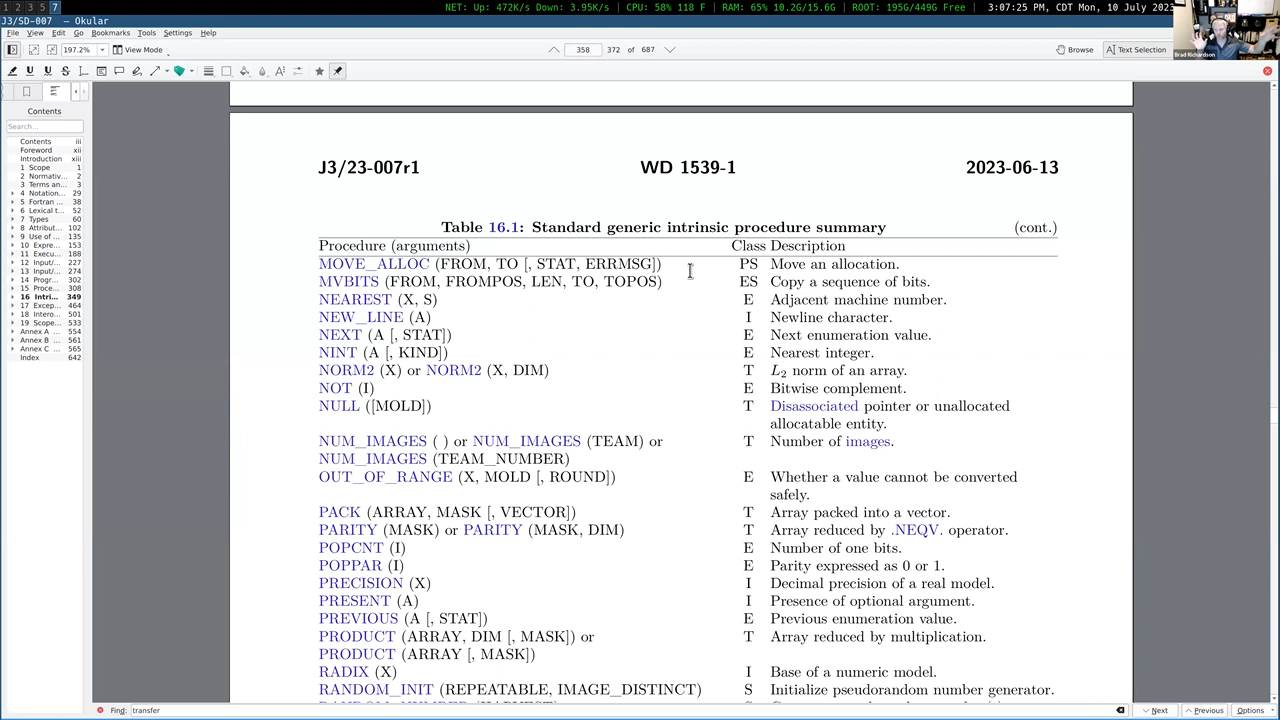 1 2 3 5 7 NET: Up: 472K/s Down: 3.95K/s | CPU: 58% 118 F | RAM: 65% 10.2G/15.6G | ROOT: 195G/449G Free | 3:07:25 PM, CDT Mon, 10 July 2023
J3/SD-007 – Okular
File View Edit Go Bookmarks Tools Settings Help
197.2% View Mode 358 372 of 687 Browse Text Selection
Brad Richardson
Contents
Search...
Contents iii
Foreword xii
Introduction xiii
1 Scope 1
2 Normativ... 2
3 Terms an... 3
4 Notation... 29
5 Fortran ... 38
6 Lexical t... 52
7 Types 60
8 Attribut... 102
9 Use of ... 135
10 Expre... 153
11 Execu... 188
12 Input/... 227
13 Input/... 274
14 Progr... 302
15 Proce... 308
16 Intri... 349
17 Excep... 464
18 Intero... 501
19 Scope... 533
Annex A ... 554
Annex B ... 561
Annex C ... 575
Index 642
J3/23-007r1 WD 1539-1 2023-06-13
Table 16.1: Standard generic intrinsic procedure summary (cont.)
Procedure (arguments) Class Description
MOVE_ALLOC (FROM, TO [, STAT, ERRMSG]) PS Move an allocation.
MVBITS (FROM, FROMPOS, LEN, TO, TOPOS) ES Copy a sequence of bits.
NEAREST (X, S) E Adjacent machine number.
NEW_LINE (A) I Newline character.
NEXT (A [, STAT]) E Next enumeration value.
NINT (A [, KIND]) E Nearest integer.
NORM2 (X) or NORM2 (X, DIM) T L2 norm of an array.
NOT (I) E Bitwise complement.
NULL ([MOLD]) T Disassociated pointer or unallocated
allocatable entity.
NUM_IMAGES ( ) or NUM_IMAGES (TEAM) or T Number of images.
NUM_IMAGES (TEAM_NUMBER)
OUT_OF_RANGE (X, MOLD [, ROUND]) E Whether a value cannot be converted
safely.
PACK (ARRAY, MASK [, VECTOR]) T Array packed into a vector.
PARITY (MASK) or PARITY (MASK, DIM) T Array reduced by .NEQV. operator.
POPCNT (I) E Number of one bits.
POPPAR (I) E Parity expressed as 0 or 1.
PRECISION (X) I Decimal precision of a real model.
PRESENT (A) I Presence of optional argument.
PREVIOUS (A [, STAT]) E Previous enumeration value.
PRODUCT (ARRAY, DIM [, MASK]) or T Array reduced by multiplication.
PRODUCT (ARRAY [, MASK])
RADIX (X) I Base of a numeric model.
RANDOM_INIT (REPEATABLE, IMAGE_DISTINCT) S Initialize pseudorandom number generator.
Find: transfer Next Previous Options